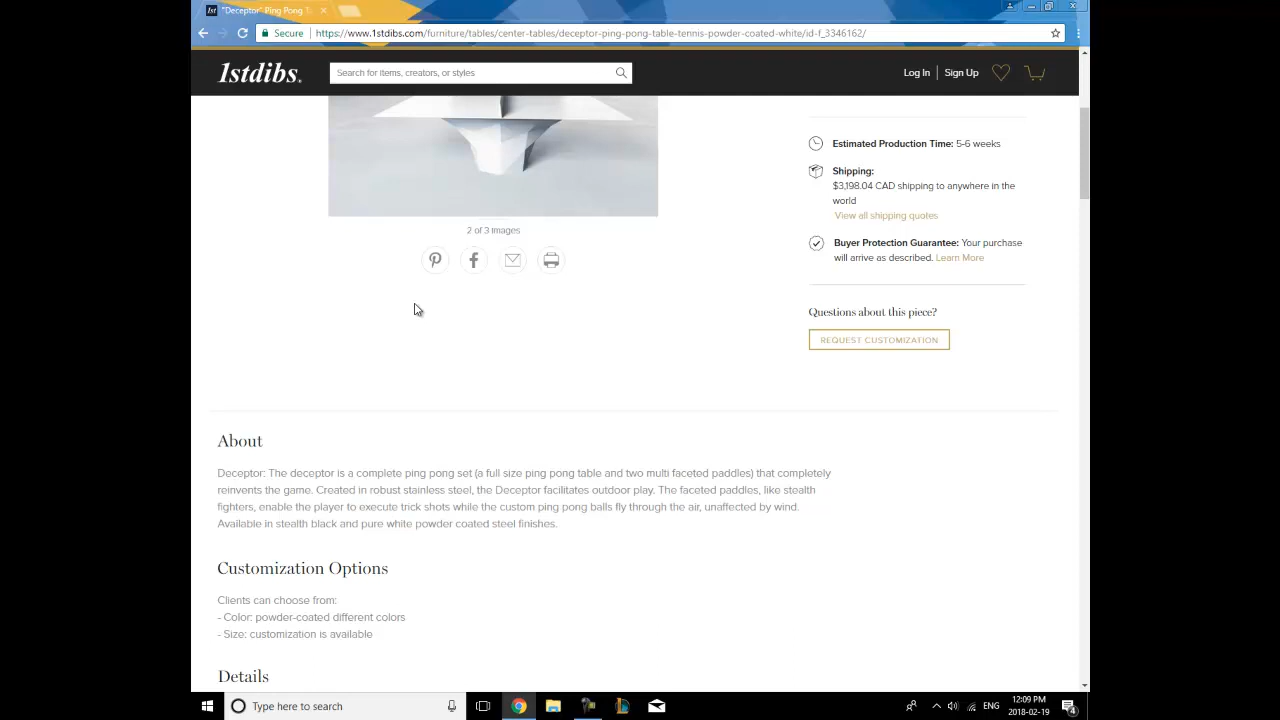 1st "Deceptor" Ping Pong T
Secure https://www.1stdibs.com/furniture/tables/center-tables/deceptor-ping-pong-table-tennis-powder-coated-white/id-f_3346162/
1stdibs.
Search for items, creators, or styles
Log In
Sign Up
Estimated Production Time: 5-6 weeks
Shipping:
$3,198.04 CAD shipping to anywhere in the
world
View all shipping quotes
2 of 3 images
Buyer Protection Guarantee: Your purchase
will arrive as described. Learn More
Questions about this piece?
REQUEST CUSTOMIZATION
About
Deceptor: The deceptor is a complete ping pong set (a full size ping pong table and two multi faceted paddles) that completely
reinvents the game. Created in robust stainless steel, the Deceptor facilitates outdoor play. The faceted paddles, like stealth
fighters, enable the player to execute trick shots while the custom ping pong balls fly through the air, unaffected by wind.
Available in stealth black and pure white powder coated steel finishes.
Customization Options
Clients can choose from:
- Color: powder-coated different colors
- Size: customization is available
Details
Type here to search
ENG
12:09 PM
2018-02-19
4